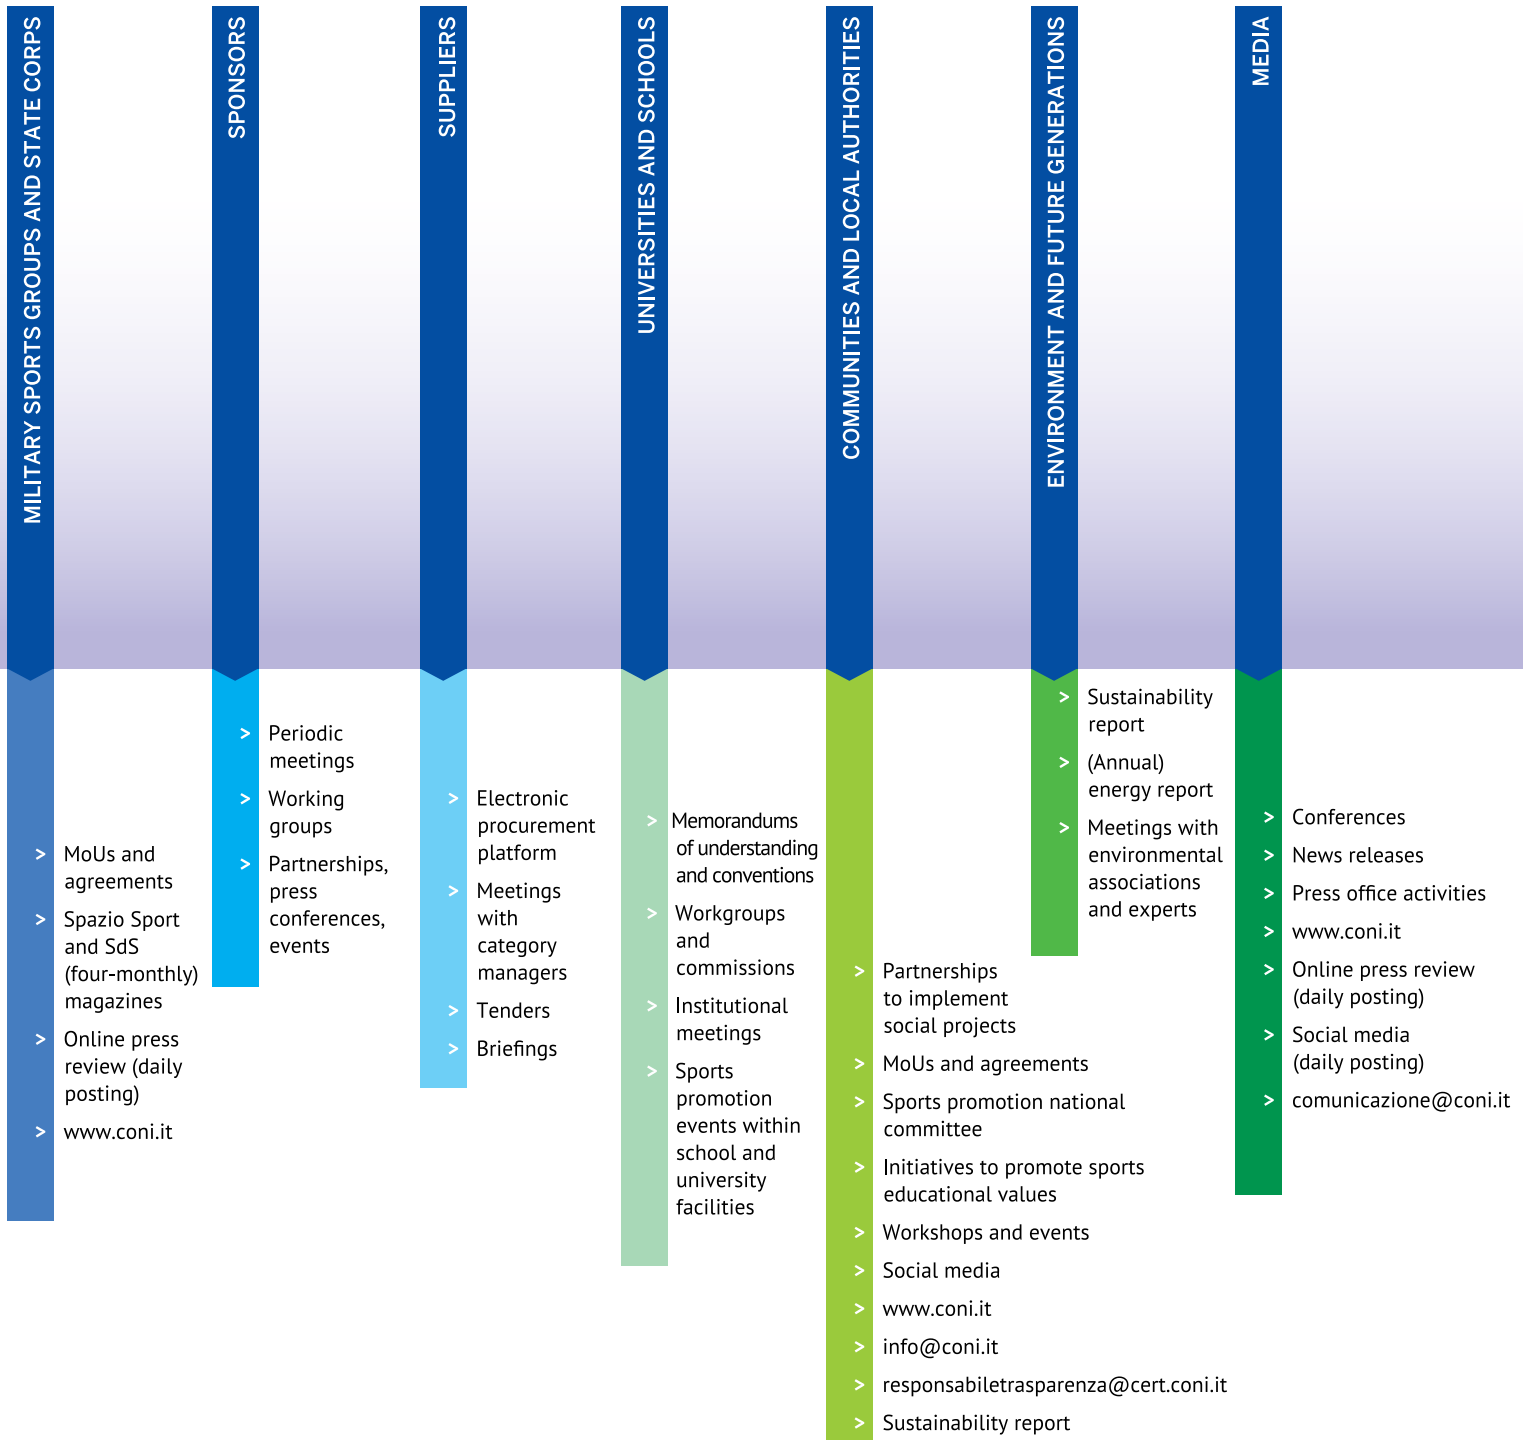 MILITARY SPORTS GROUPS AND STATE CORPS
MoUs and
agreements
Spazio Sport
and SdS
(four-monthly)
magazines
Online press
review (daily
posting)
www.coni.it
SPONSORS
Periodic
meetings
Working
groups
Partnerships,
press
conferences,
events
SUPPLIERS
Electronic
procurement
platform
Meetings
with
category
managers
Tenders
Briefings
UNIVERSITIES AND SCHOOLS
Memorandums
of understanding
and conventions
Workgroups
and
commissions
Institutional
meetings
Sports
promotion
events within
school and
university
facilities
COMMUNITIES AND LOCAL AUTHORITIES
Partnerships
to implement
social projects
MoUs and agreements
Sports promotion national
committee
Initiatives to promote sports
educational values
Workshops and events
Social media
www.coni.it
info@coni.it
responsabiletrasparenza@cert.coni.it
Sustainability report
ENVIRONMENT AND FUTURE GENERATIONS
Sustainability
report
(Annual)
energy report
Meetings with
environmental
associations
and experts
MEDIA
Conferences
News releases
Press office activities
www.coni.it
Online press review
(daily posting)
Social media
(daily posting)
comunicazione@coni.it